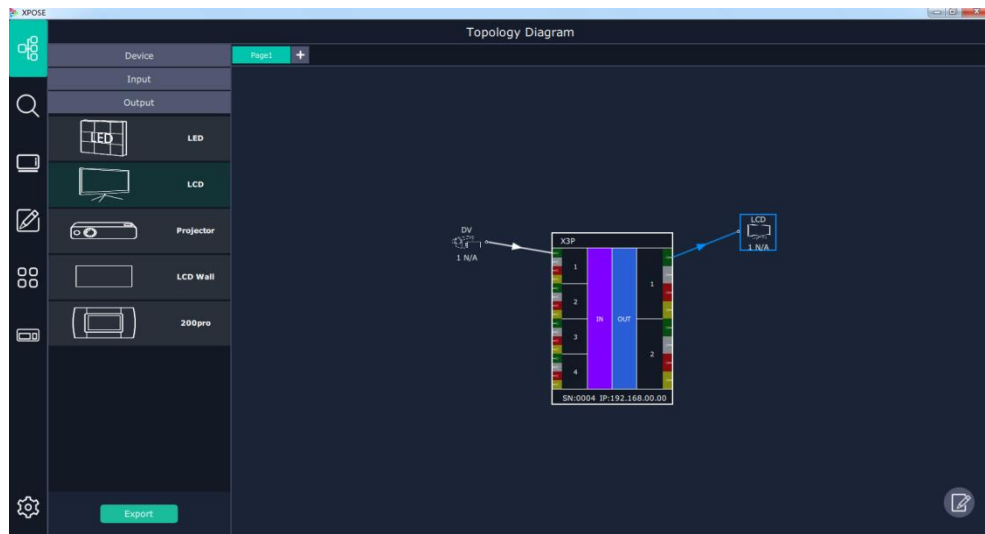 XPOSE
Topology Diagram
Device
Page1 +
Input
Output
LED LED
LCD
Projector
LCD Wall
200pro
DV
1 N/A
X3P
1
2
3
4
IN
OUT
1
2
SN:0004 IP:192.168.00.00
LCD
1 N/A
Export